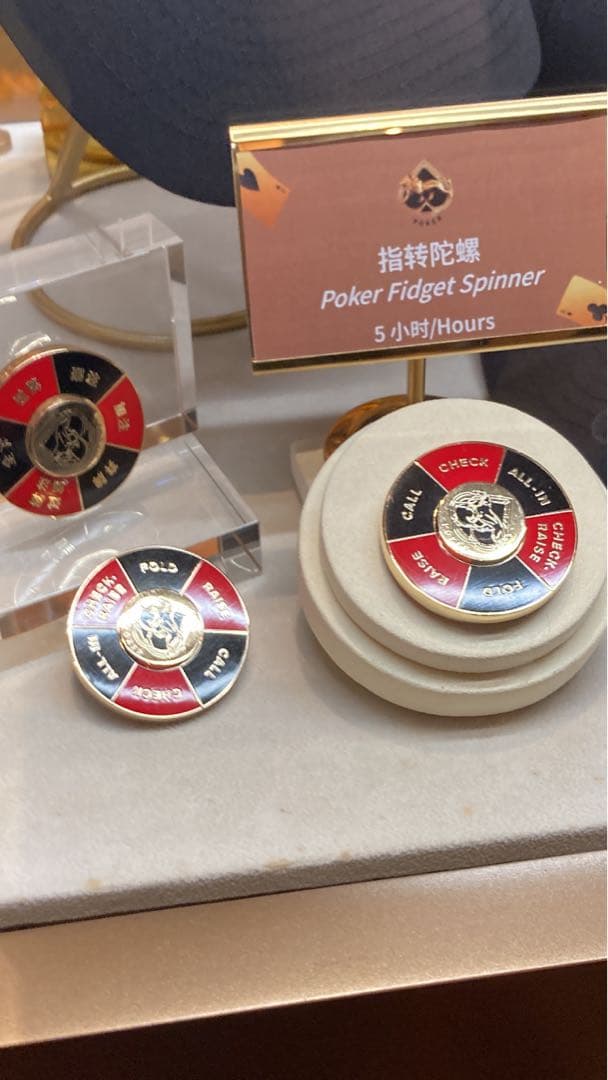 POKER
指转陀螺
Poker Fidget Spinner
5 小时/Hours
CHECK
ALL-IN
CHECK-
RAISE
FOLD
RAISE
CALL
FOLD
RAISE
CALL
CHECK
ALL-IN
CHECK-
RAISE